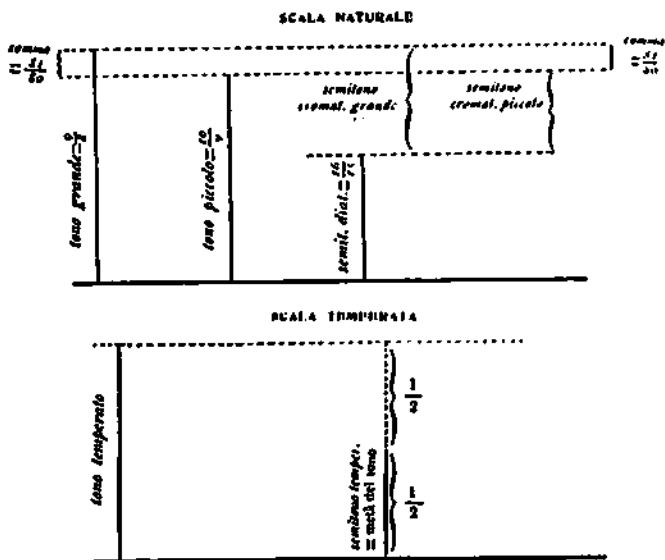 SCALA NATURALE
comma
= 81/80
comma
= 81/80
semitono
cromat. grande
semitono
cromat. piccolo
tono grande = 9/8
tono piccolo = 10/9
semit. diat. = 16/15
SCALA TEMPERATA
tono temperato
semitono temper.
= metà del tono
1/2
1/2